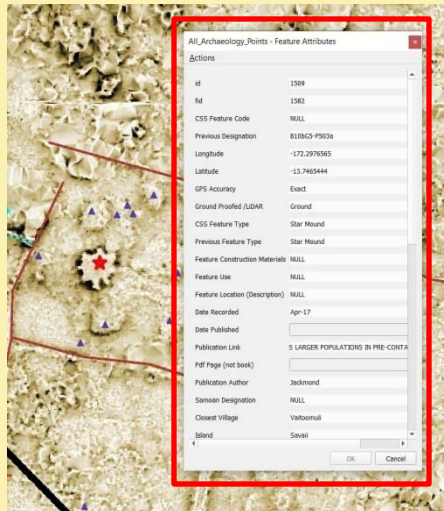 All_Archaeology_Points - Feature Attributes
Actions
id 1509
fid 1582
CSS Feature Code NULL
Previous Designation B10bG5-P503a
Longitude -172.2976565
Latitude -13.7465444
GPS Accuracy Exact
Ground Proofed /LiDAR Ground
CSS Feature Type Star Mound
Previous Feature Type Star Mound
Feature Construction Materials NULL
Feature Use NULL
Feature Location (Description) NULL
Date Recorded Apr-17
Date Published
Publication Link S LARGER POPULATIONS IN PRE-CONTA
Pdf Page (not book)
Publication Author Jackmond
Samoan Designation NULL
Closest Village Vaitoomuli
Island Savaii
OK Cancel